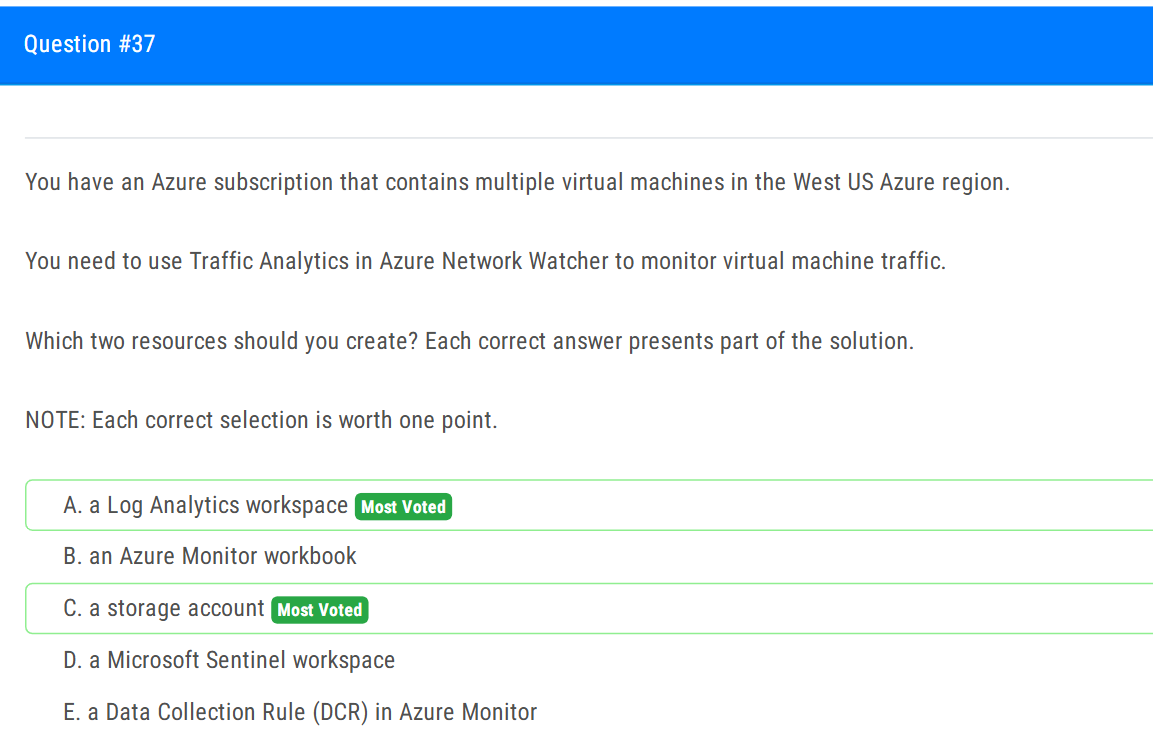 Question #37
You have an Azure subscription that contains multiple virtual machines in the West US Azure region.
You need to use Traffic Analytics in Azure Network Watcher to monitor virtual machine traffic.
Which two resources should you create? Each correct answer presents part of the solution.
NOTE: Each correct selection is worth one point.
A. a Log Analytics workspace Most Voted
B. an Azure Monitor workbook
C. a storage account Most Voted
D. a Microsoft Sentinel workspace
E. a Data Collection Rule (DCR) in Azure Monitor